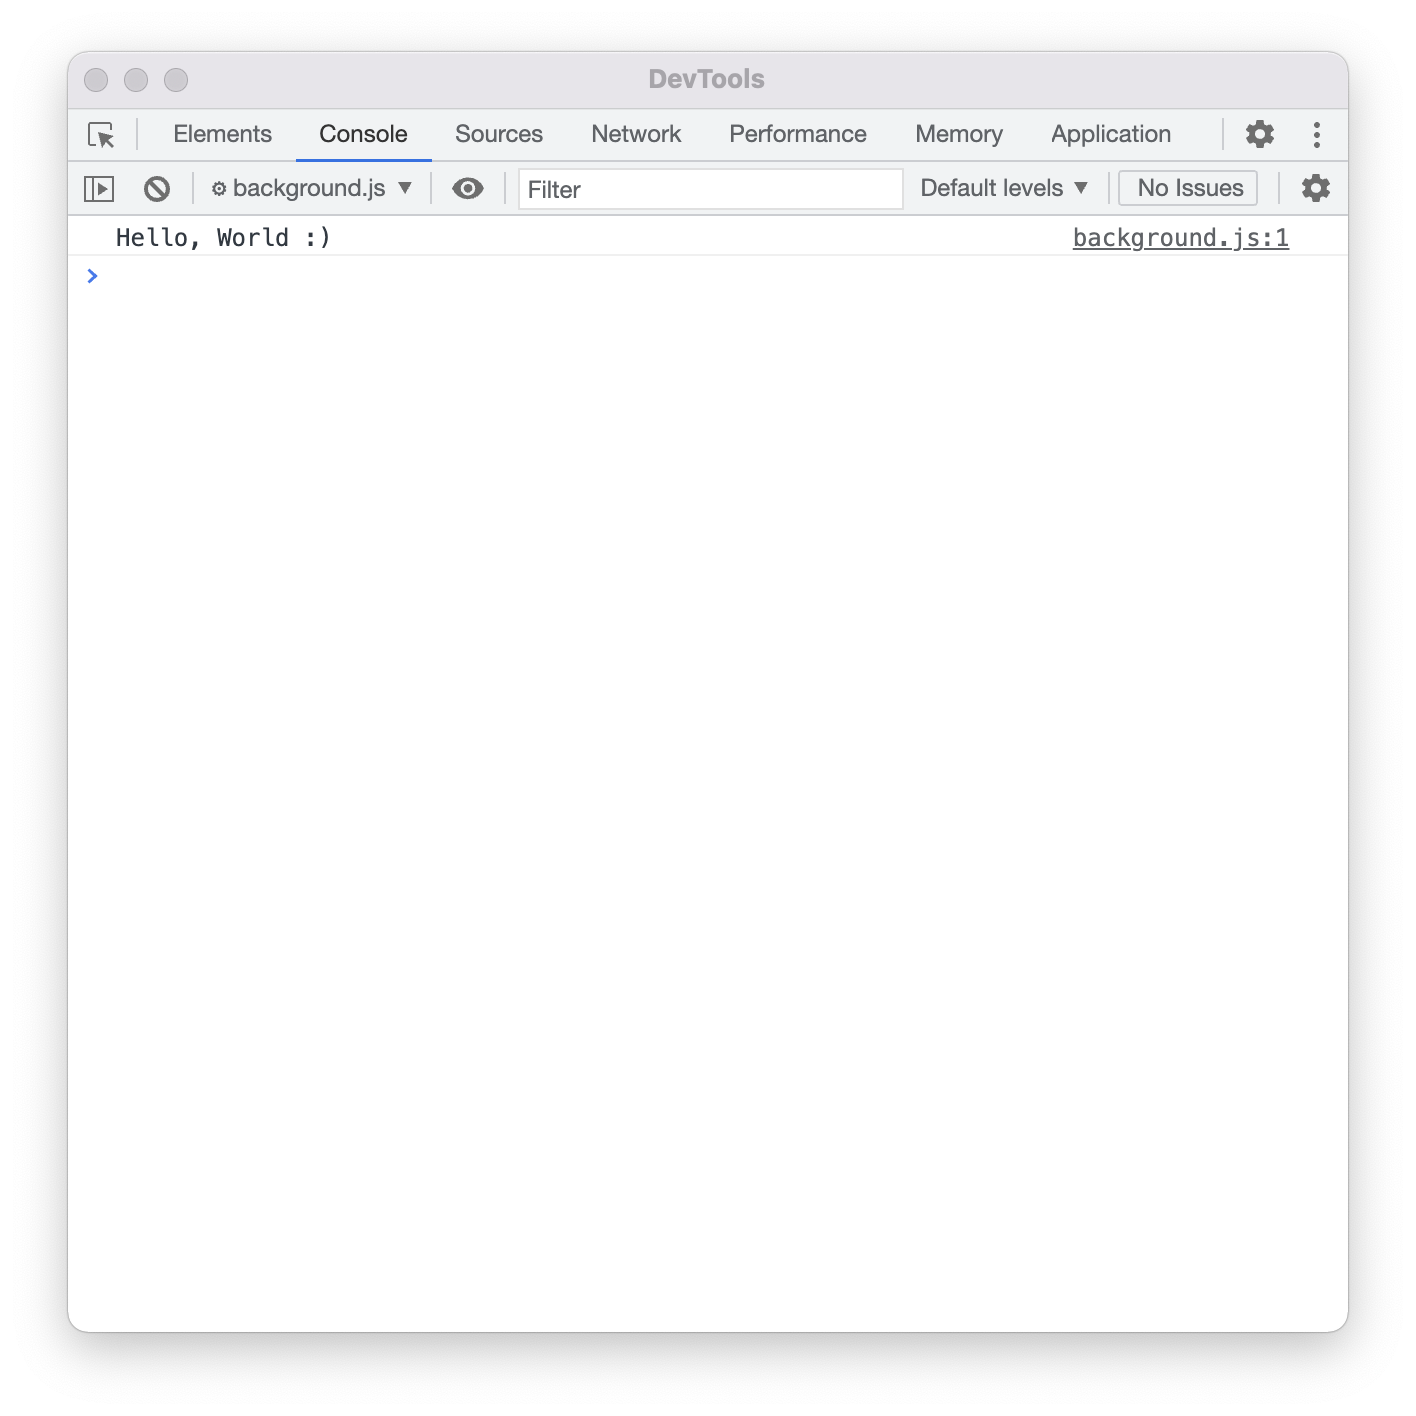 DevTools
Elements Console Sources Network Performance Memory Application
background.js Filter Default levels No Issues
Hello, World :) background.js:1